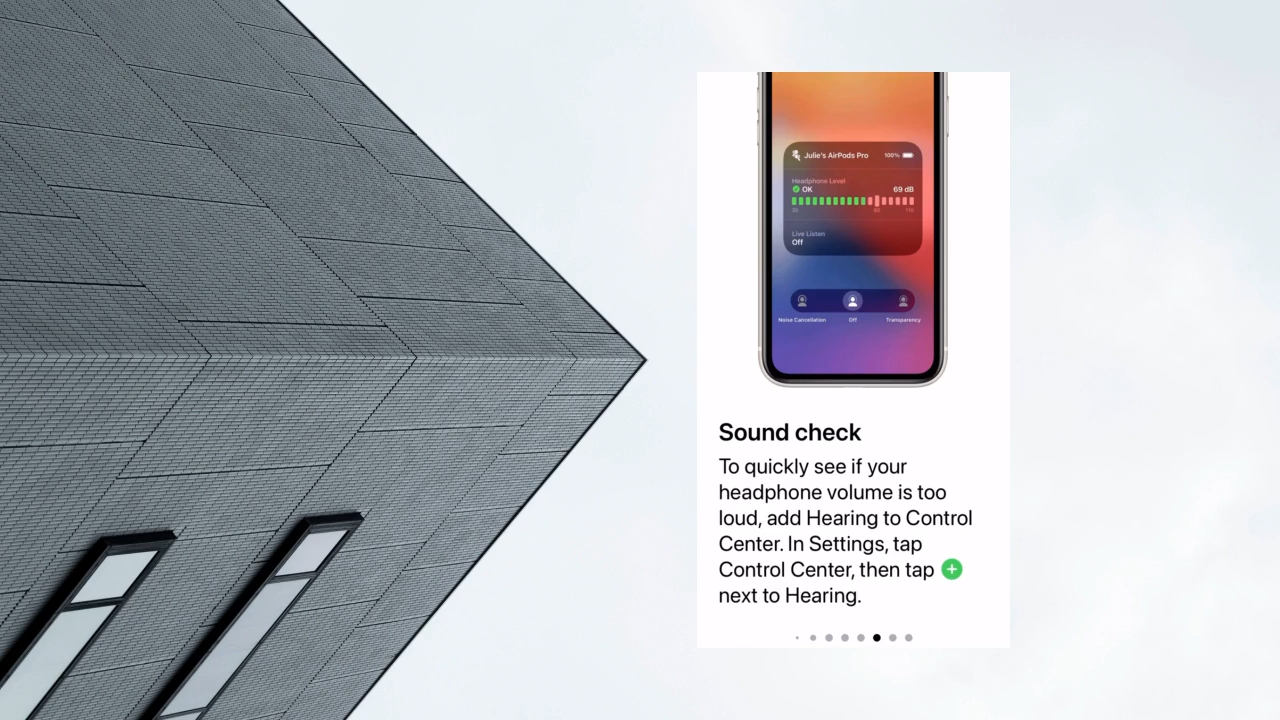 Julie's AirPods Pro 100%
Headphone Level
OK 69 dB
80 110
Live Listen
Off
Noise Cancellation Off Transparency
Sound check
To quickly see if your
headphone volume is too
loud, add Hearing to Control
Center. In Settings, tap
Control Center, then tap
next to Hearing.